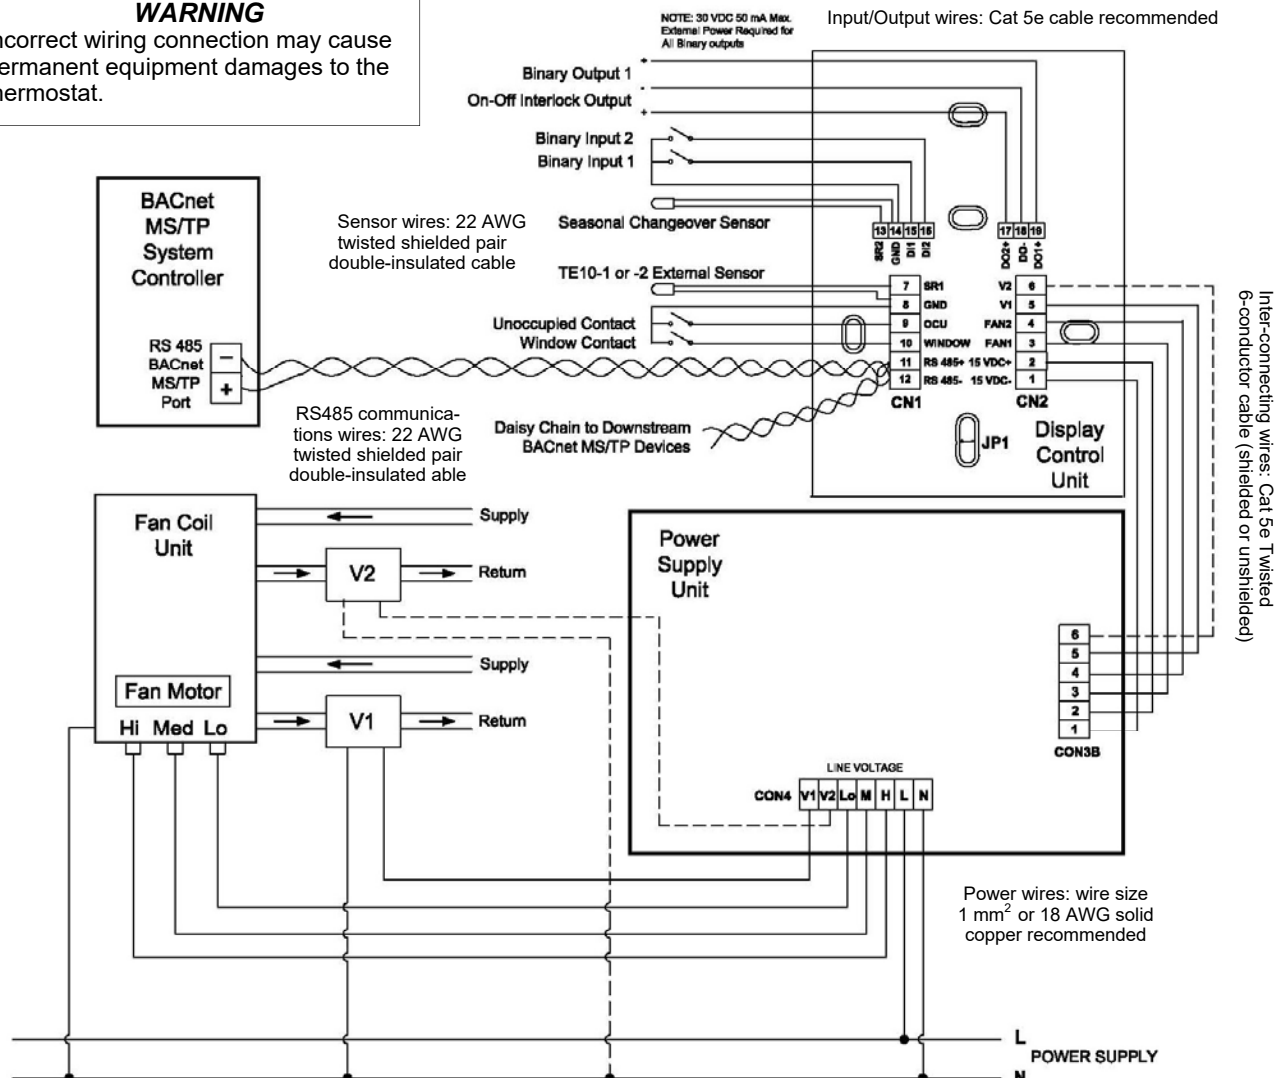 WARNING
ncorrect wiring connection may cause
ermanent equipment damages to the
hermostat.
NOTE: 30 VDC 50 mA Max.
External Power Required for
All Binary outputs
Input/Output wires: Cat 5e cable recommended
Binary Output 1
+
-
On-Off Interlock Output
+
Binary Input 2
Binary Input 1
Seasonal Changeover Sensor
TE10-1 or -2 External Sensor
Unoccupied Contact
Window Contact
BACnet
MS/TP
System
Controller
RS 485
BACnet
MS/TP
Port
−
+
Sensor wires: 22 AWG
twisted shielded pair
double-insulated cable
RS485 communica-
tions wires: 22 AWG
twisted shielded pair
double-insulated able
Daisy Chain to Downstream
BACnet MS/TP Devices
13 14 15 16
SR2 GND DI1 DI2
17 18 19
DO2+ DO- DO1+
7 SR1 V2 6
8 GND V1 5
9 OCU FAN2 4
10 WINDOW FAN1 3
11 RS 485+ 15 VDC+ 2
12 RS 485- 15 VDC- 1
CN1 CN2
JP1
Display
Control
Unit
Inter-connecting wires: Cat 5e Twisted
6-conductor cable (shielded or unshielded)
Fan Coil
Unit
Fan Motor
Hi Med Lo
Supply
V2
Return
Supply
V1
Return
Power
Supply
Unit
6
5
4
3
2
1
CON3B
LINE VOLTAGE
CON4 V1 V2 Lo M H L N
Power wires: wire size
1 mm² or 18 AWG solid
copper recommended
L
POWER SUPPLY
N